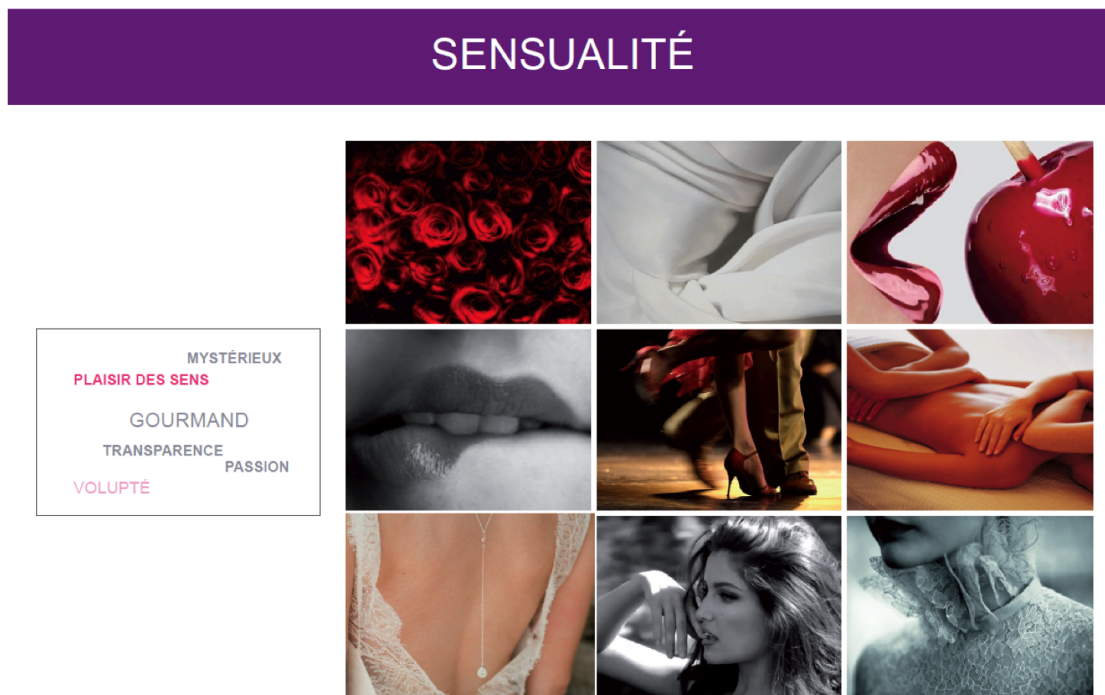 SENSUALITÉ
MYSTÉRIEUX
PLAISIR DES SENS
GOURMAND
TRANSPARENCE
PASSION
VOLUPTÉ